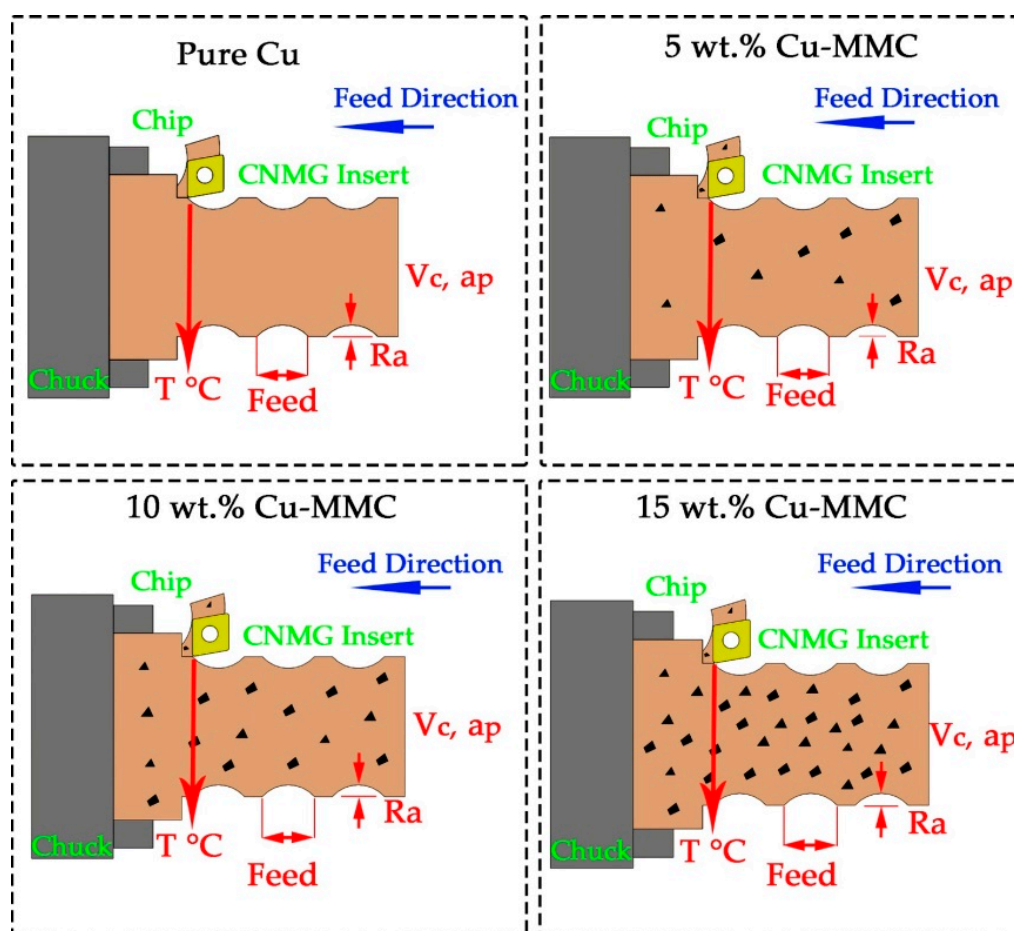 Pure Cu
Feed Direction
Chip
CNMG Insert
Vc, ap
Ra
Chuck
T °C
Feed
5 wt.% Cu-MMC
Feed Direction
Chip
CNMG Insert
Vc, ap
Ra
Chuck
T °C
Feed
10 wt.% Cu-MMC
Feed Direction
Chip
CNMG Insert
Vc, ap
Ra
Chuck
T °C
Feed
15 wt.% Cu-MMC
Feed Direction
Chip
CNMG Insert
Vc, ap
Ra
Chuck
T °C
Feed